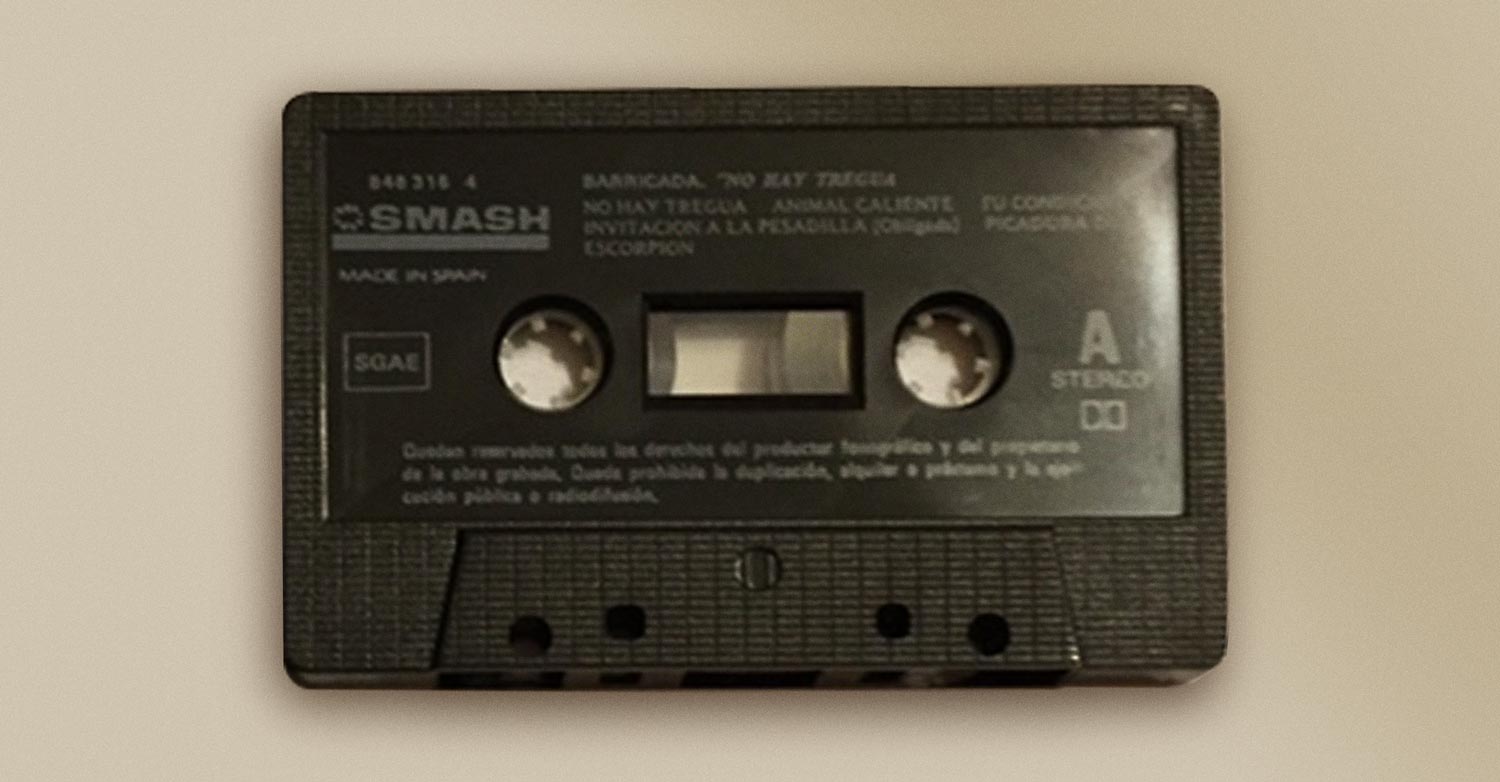 848 316 4
SMASH
MADE IN SPAIN
BARRICADA. "NO HAY TREGUA
NO HAY TREGUA ANIMAL CALIENTE TU
INVITACION A LA PESADILLA (Obligado) PICADURA
ESCORPION
SGAE
A
STEREO
Quedan reservados todos los derechos del productor fonográfico y del propietario
de la obra grabada. Queda prohibida la duplicación, alquiler o préstamo y la eje-
cución pública o radiodifusión.